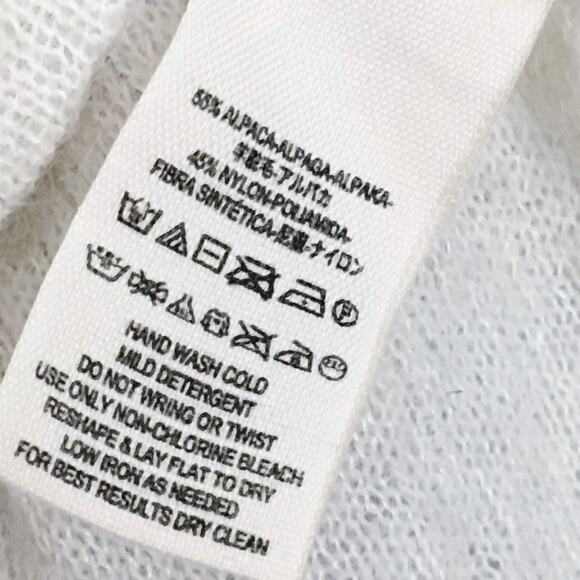 55% ALPACA-ALPAGA-ALPAKA-
羊駝毛-アルパカ
45% NYLON-POLIAMIDA-
FIBRA SINTÉTICA-尼龍-ナイロン
HAND WASH COLD
MILD DETERGENT
DO NOT WRING OR TWIST
USE ONLY NON-CHLORINE BLEACH
RESHAPE & LAY FLAT TO DRY
LOW IRON AS NEEDED
FOR BEST RESULTS DRY CLEAN